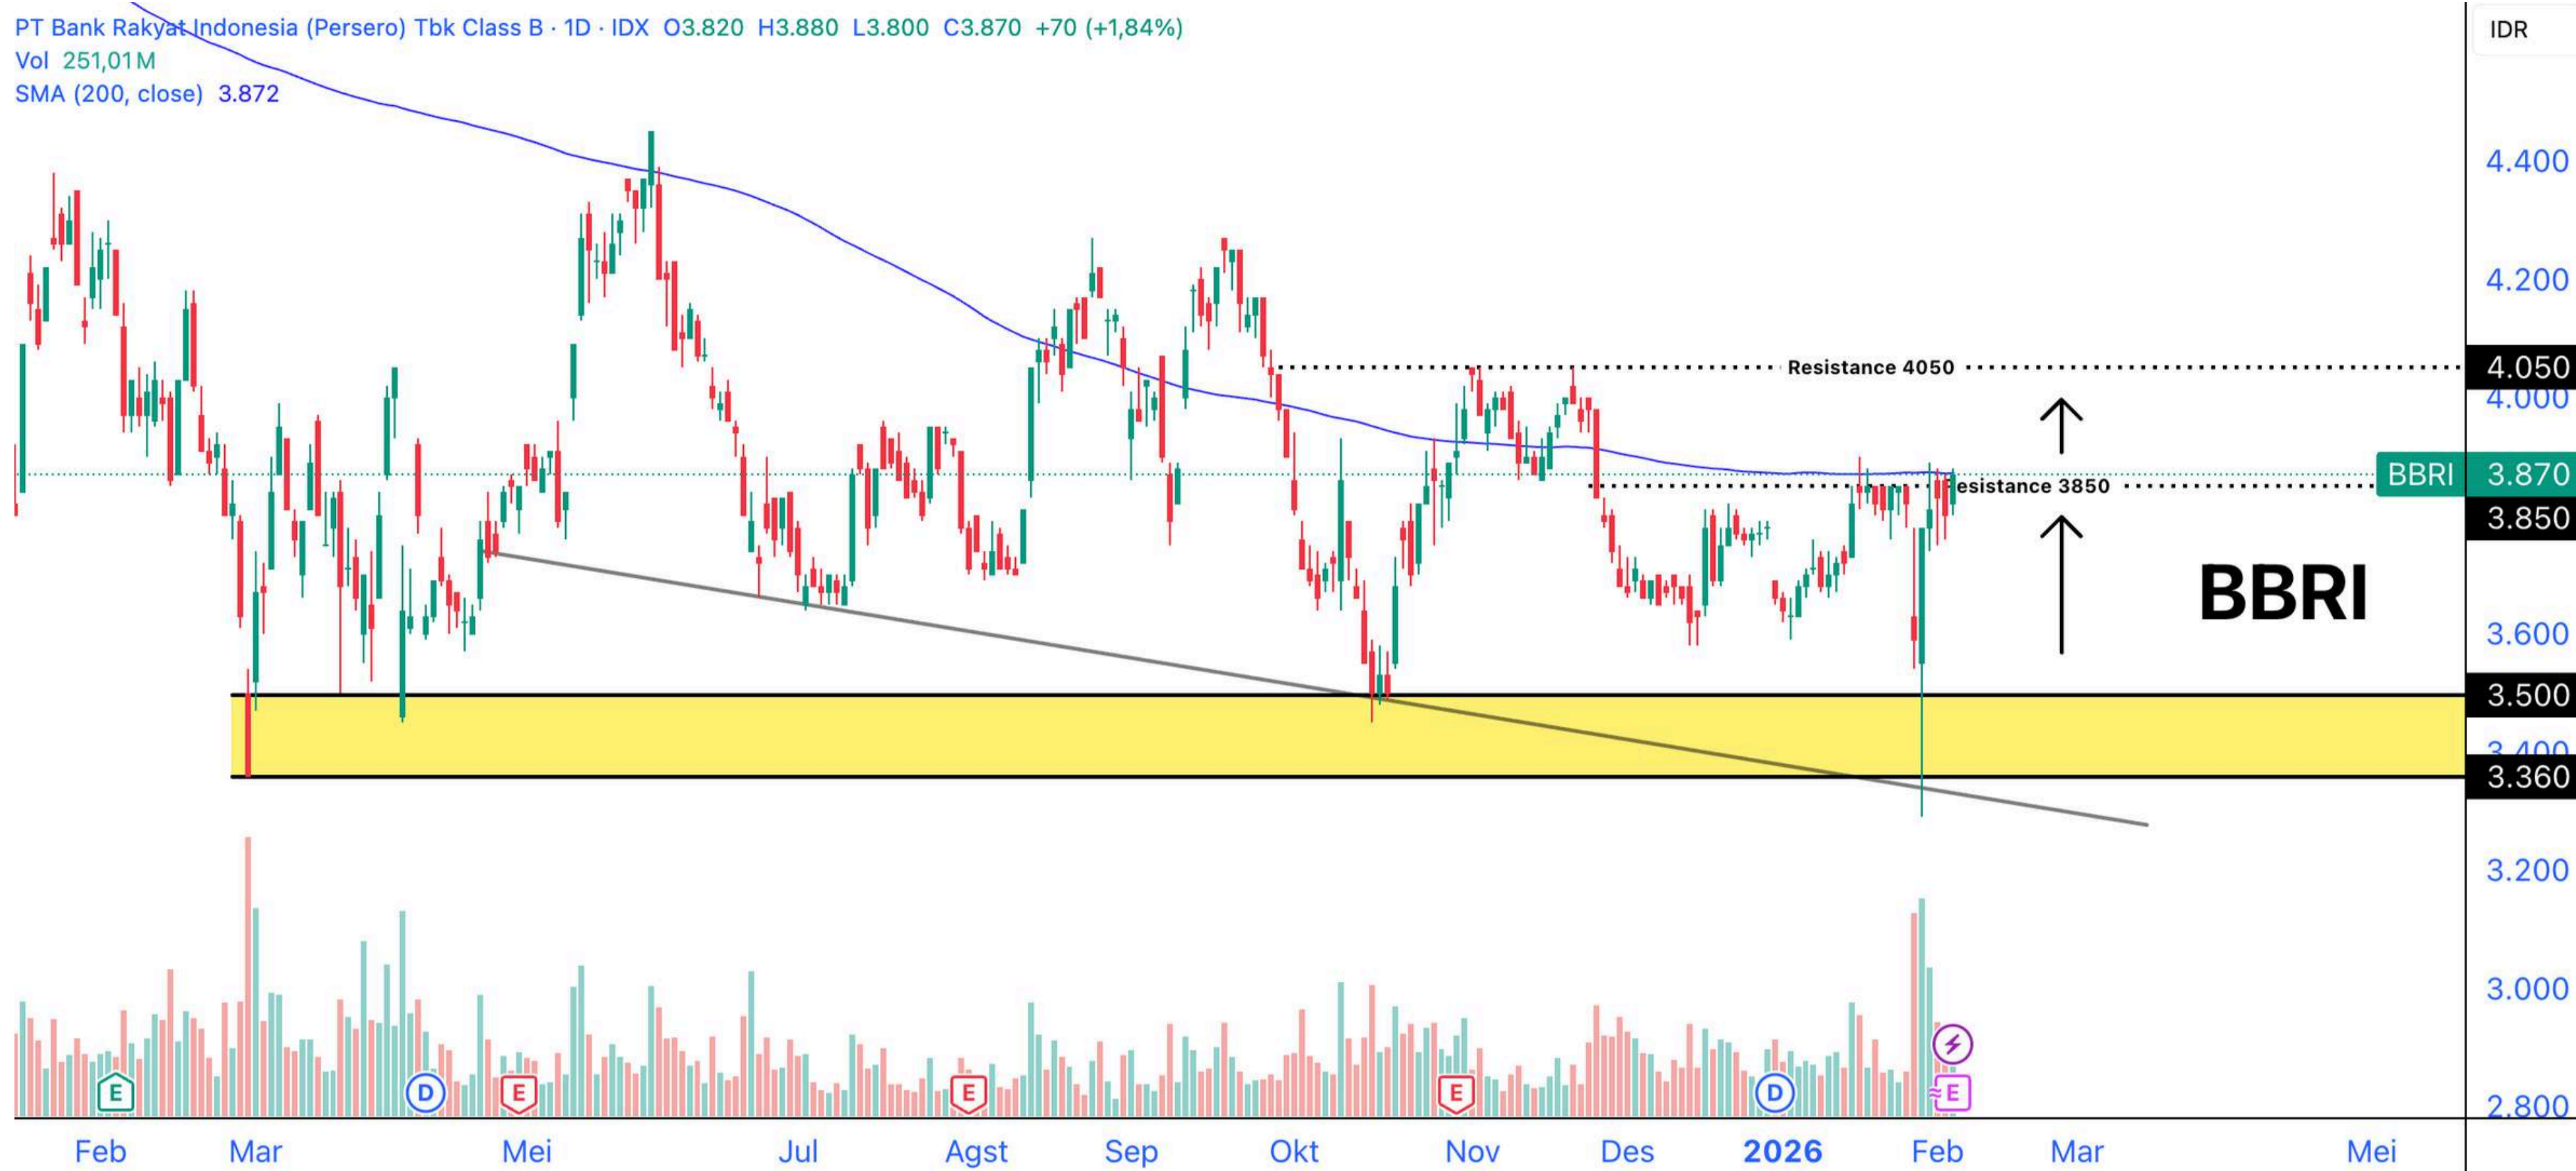 PT Bank Rakyat Indonesia (Persero) Tbk Class B · 1D · IDX O3.820 H3.880 L3.800 C3.870 +70 (+1,84%)
IDR
Vol 251,01 M
SMA (200, close) 3.872
4.400
4.200
Resistance 4050
4.050
4.000
BBRI 3.870
esistance 3850
3.850
BBRI
3.600
3.500
3.400
3.360
3.200
3.000
E D E E E D ≈E
2.800
Feb Mar Mei Jul Agst Sep Okt Nov Des 2026 Feb Mar Mei